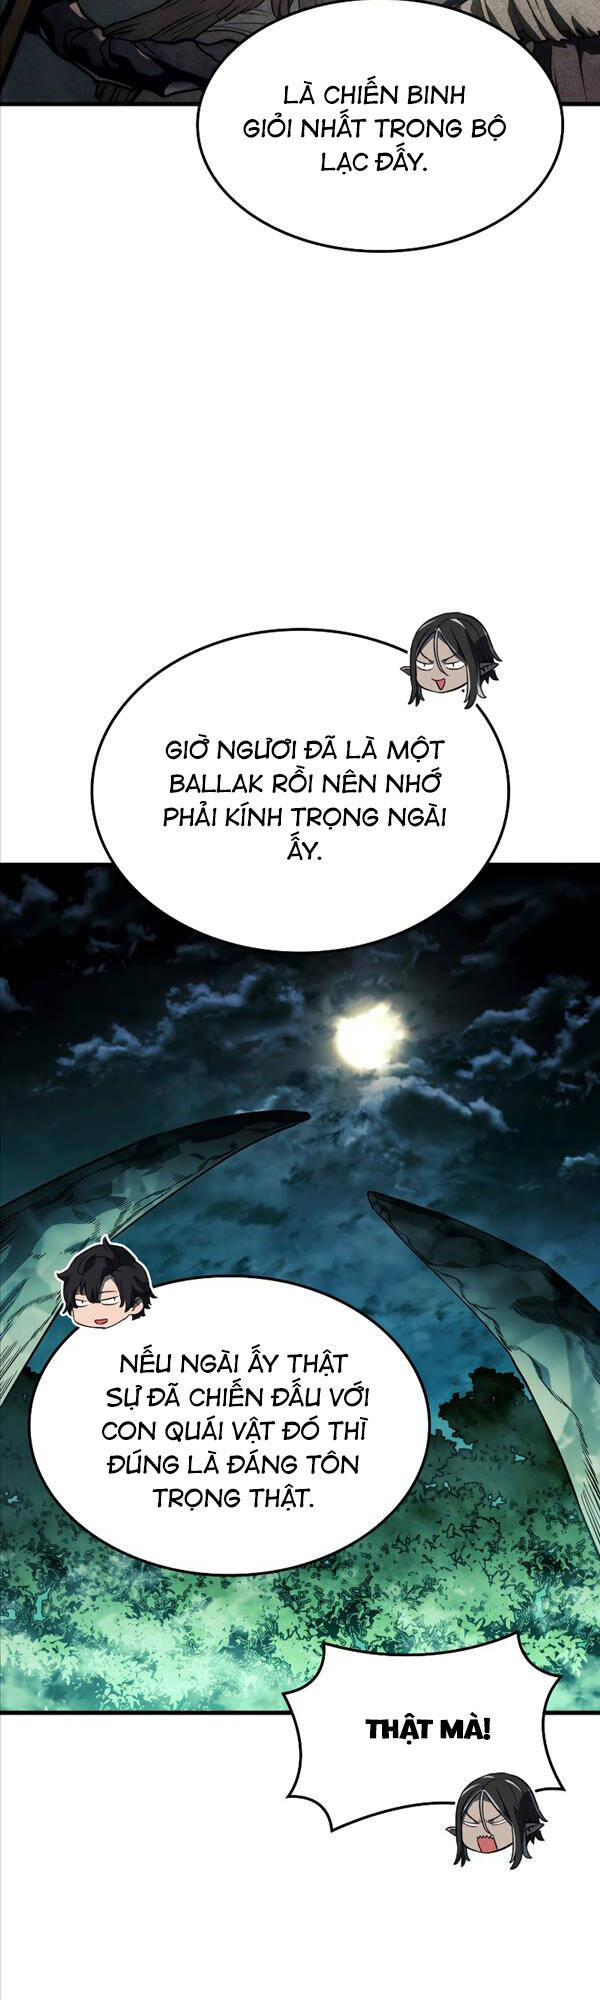 LÀ CHIẾN BINH
GIỎI NHẤT TRONG BỘ
LẠC ĐẤY.
GIỜ NGƯƠI ĐÃ LÀ MỘT
BALLAK RỒI NÊN NHỚ
PHẢI KÍNH TRỌNG NGÀI
ẤY.
NẾU NGÀI ẤY THẬT
SỰ ĐÃ CHIẾN ĐẤU VỚI
CON QUÁI VẬT ĐÓ THÌ
ĐÚNG LÀ ĐÁNG TÔN
TRỌNG THẬT.
THẬT MÀ!